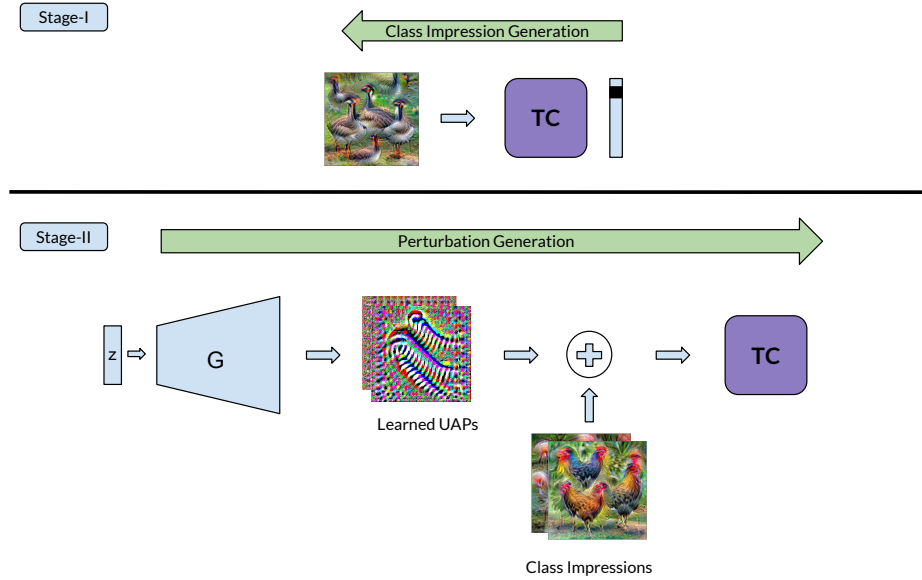 Stage-I
Class Impression Generation
TC
Stage-II
Perturbation Generation
z
G
TC
Learned UAPs
Class Impressions